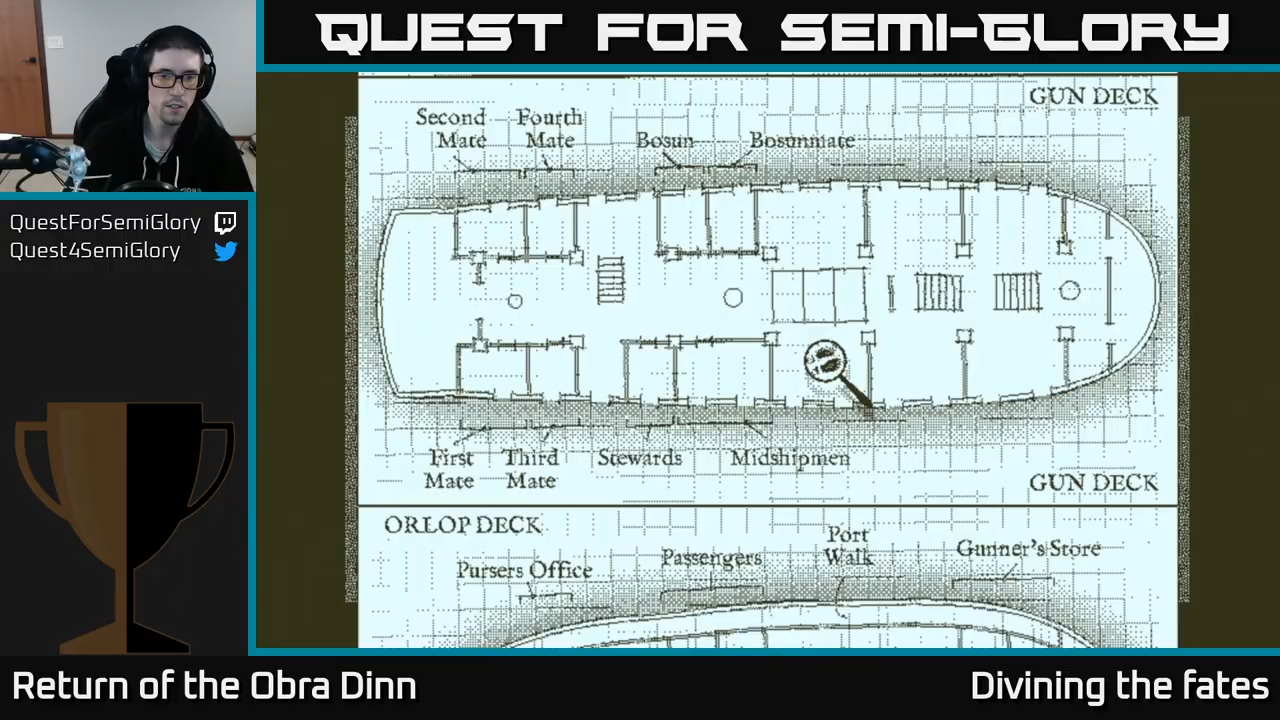 QUEST FOR SEMI-GLORY
QuestForSemiGlory
Quest4SemiGlory
GUN DECK
Second Mate
Fourth Mate
Bosun
Bosunmate
First Mate
Third Mate
Stewards
Midshipmen
GUN DECK
ORLOP DECK
Pursers Office
Passengers
Port Walk
Gunner's Store
Return of the Obra Dinn
Divining the fates